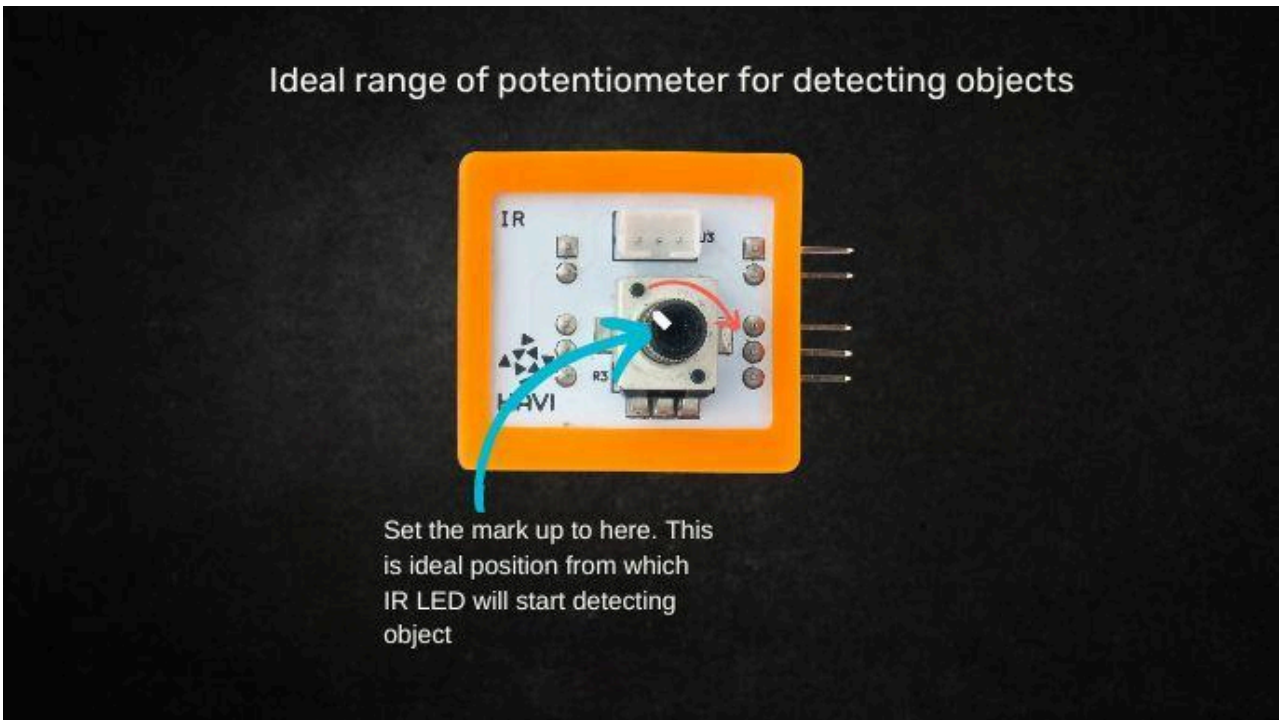 Ideal range of potentiometer for detecting objects
IR
J3
R3
HAVI
Set the mark up to here. This
is ideal position from which
IR LED will start detecting
object